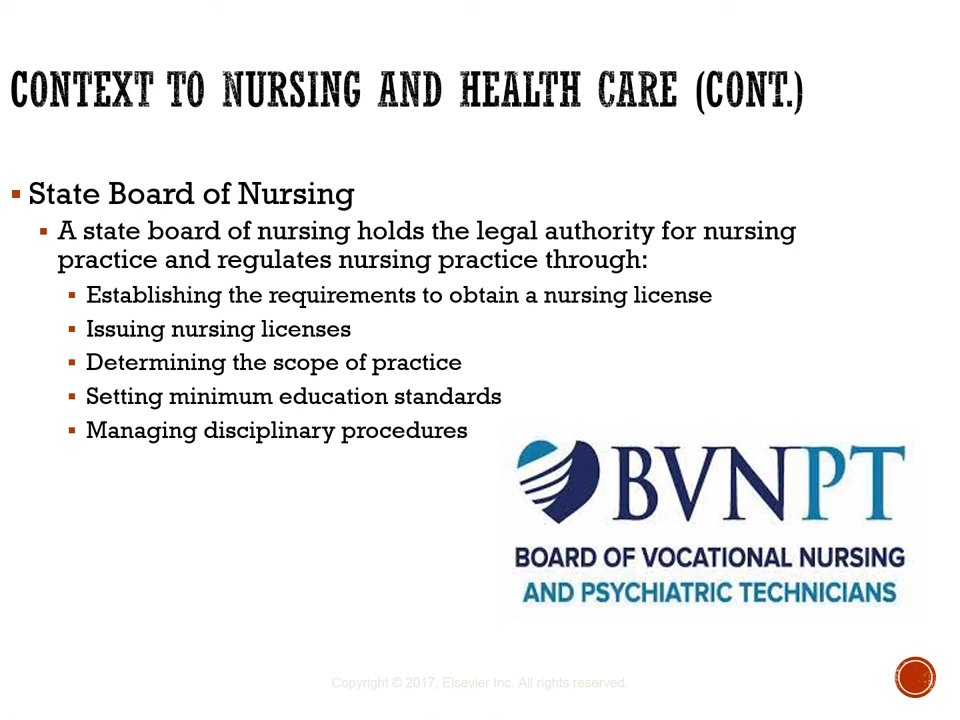 CONTEXT TO NURSING AND HEALTH CARE (CONT.)
State Board of Nursing
A state board of nursing holds the legal authority for nursing
practice and regulates nursing practice through:
Establishing the requirements to obtain a nursing license
Issuing nursing licenses
Determining the scope of practice
Setting minimum education standards
Managing disciplinary procedures
BVNPT
BOARD OF VOCATIONAL NURSING
AND PSYCHIATRIC TECHNICIANS
Copyright © 2017, Elsevier Inc. All rights reserved.